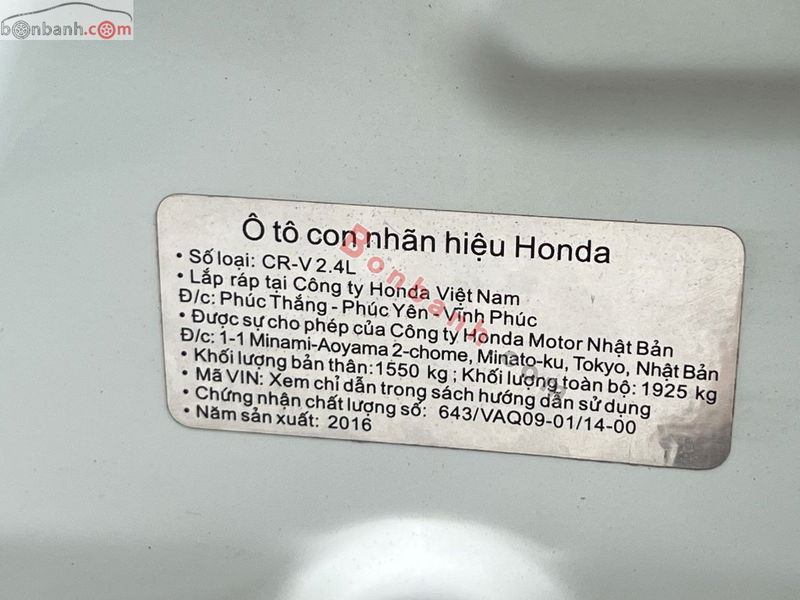 bonbanh.com
Ô tô con nhãn hiệu Honda
• Số loại: CR-V 2.4L
• Lắp ráp tại Công ty Honda Việt Nam
Đ/c: Phúc Thắng - Phúc Yên - Vĩnh Phúc
• Được sự cho phép của Công ty Honda Motor Nhật Bản
Đ/c: 1-1 Minami-Aoyama 2-chome, Minato-ku, Tokyo, Nhật Bản
• Khối lượng bản thân: 1550 kg ; Khối lượng toàn bộ: 1925 kg
• Mã VIN: Xem chỉ dẫn trong sách hướng dẫn sử dụng
• Chứng nhận chất lượng số: 643/VAQ09-01/14-00
• Năm sản xuất: 2016
Bonbanh.com